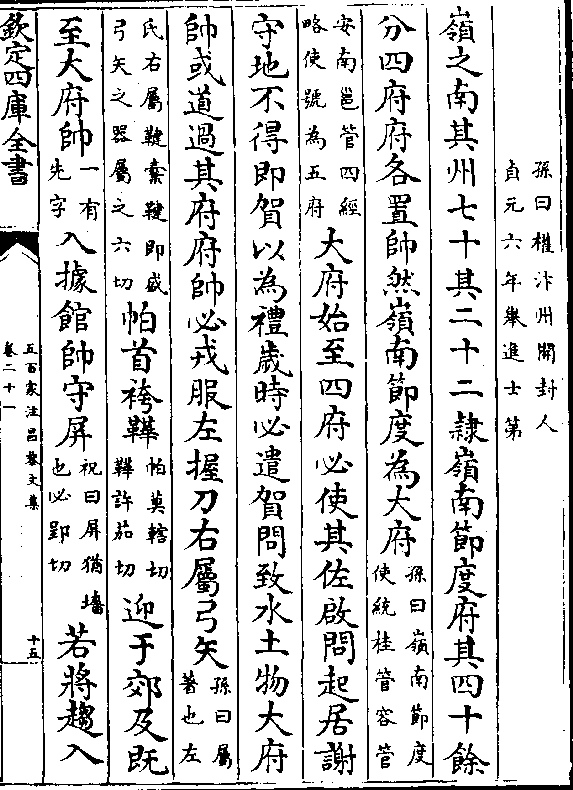 孫曰權汴州開封人
貞元六年舉進士第
嶺之南其州七十其二十二隸嶺南節度府其四十餘
分四府府各置帥然嶺南節度為大府
孫曰嶺南節度
使統桂管容管
安南邕管四經
略使號為五府
大府始至四府必使其佐啟問起居謝
守地不得即賀以為禮歲時必遣賀問致水土物大府
帥或道過其府府帥必戎服左握刀右屬弓矢
孫曰屬
著也左
氏右屬鞬櫜鞬即盛
弓矢之器屬之六切
帕首袴鞾
帕莫轄切
鞾許茄切
迎于郊及既
至大府帥
一有
先字
入據館帥守屏
祝曰屏猶墻
也必郢切
若將趨入
欽定四庫全書
五百家注昌黎文集
卷二十一
十五